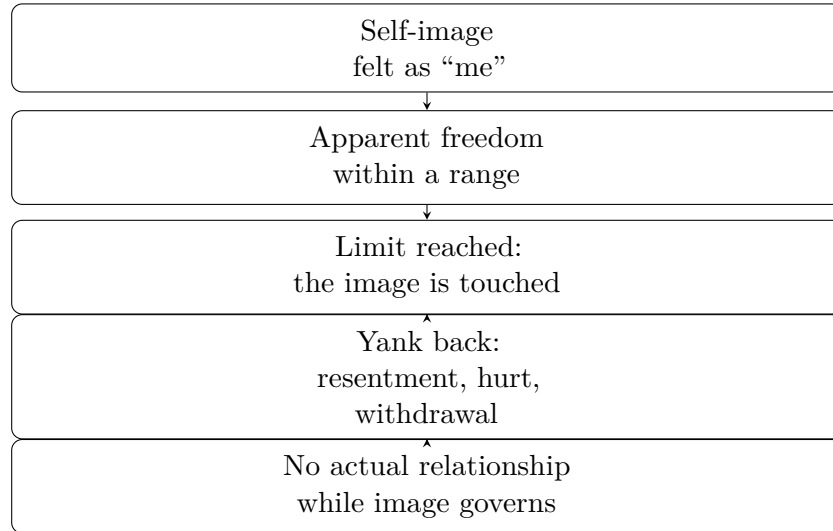 Self-image
felt as “me”
Apparent freedom
within a range
Limit reached:
the image is touched
Yank back:
resentment, hurt,
withdrawal
No actual relationship
while image governs